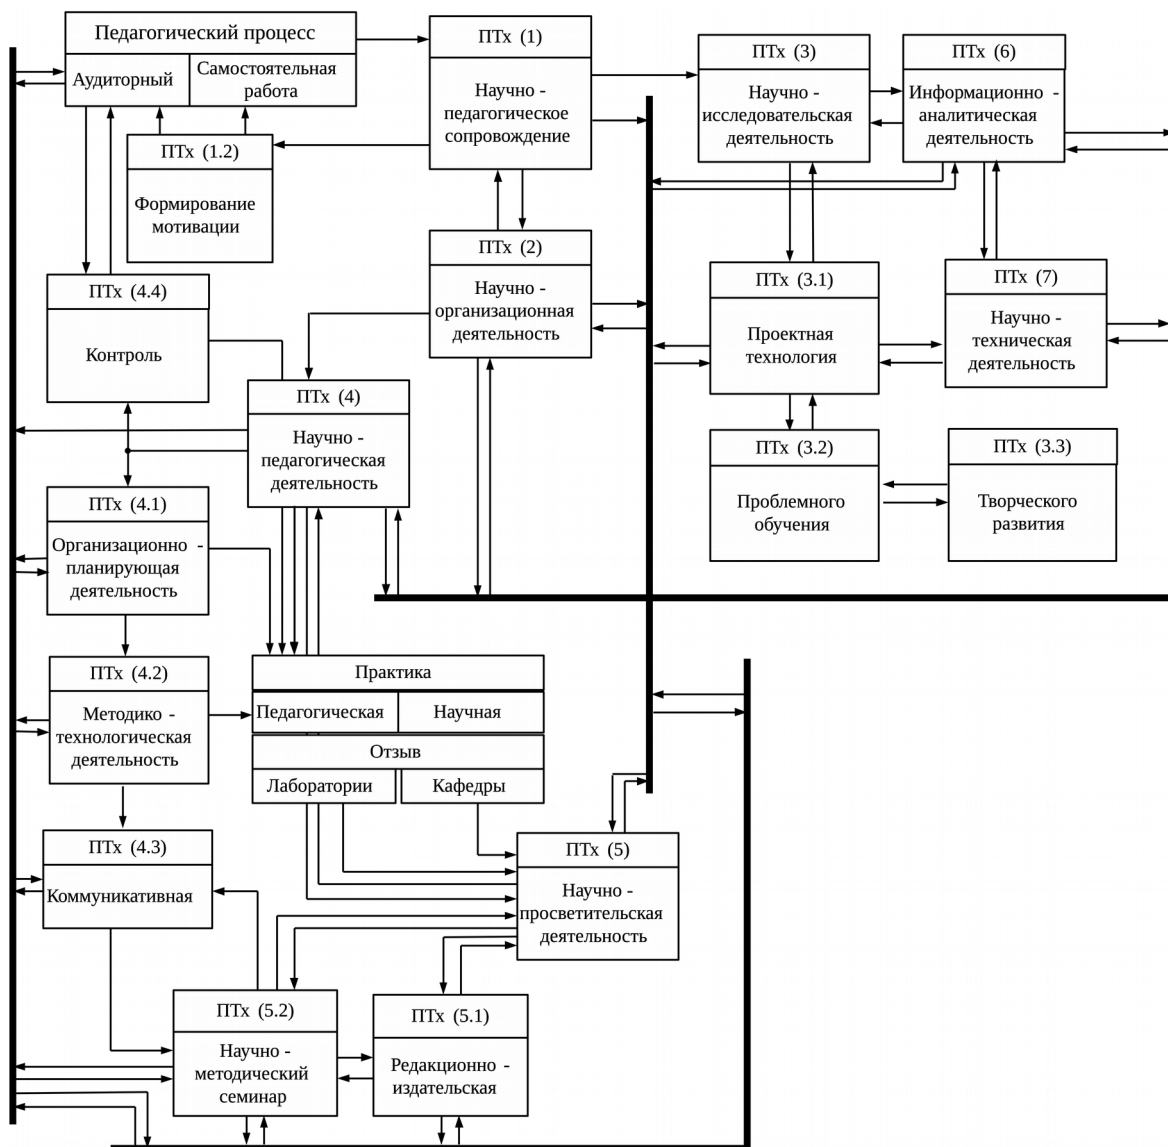 Педагогический процесс
Аудиторный
Самостоятельная
работа
ПТх (1)
Научно -
педагогическое
сопровождение
ПТх (3)
Научно -
исследовательская
деятельность
ПТх (6)
Информационно -
аналитическая
деятельность
ПТх (1.2)
Формирование
мотивации
ПТх (2)
Научно -
организационная
деятельность
ПТх (3.1)
Проектная
технология
ПТх (7)
Научно -
техническая
деятельность
ПТх (4.4)
Контроль
ПТх (4)
Научно -
педагогическая
деятельность
ПТх (3.2)
Проблемного
обучения
ПТх (3.3)
Творческого
развития
ПТх (4.1)
Организационно -
планирующая
деятельность
ПТх (4.2)
Методико -
технологическая
деятельность
Практика
Педагогическая
Научная
Отзыв
Лаборатории
Кафедры
ПТх (4.3)
Коммуникативная
ПТх (5)
Научно -
просветительская
деятельность
ПТх (5.2)
Научно -
методический
семинар
ПТх (5.1)
Редакционно -
издательская